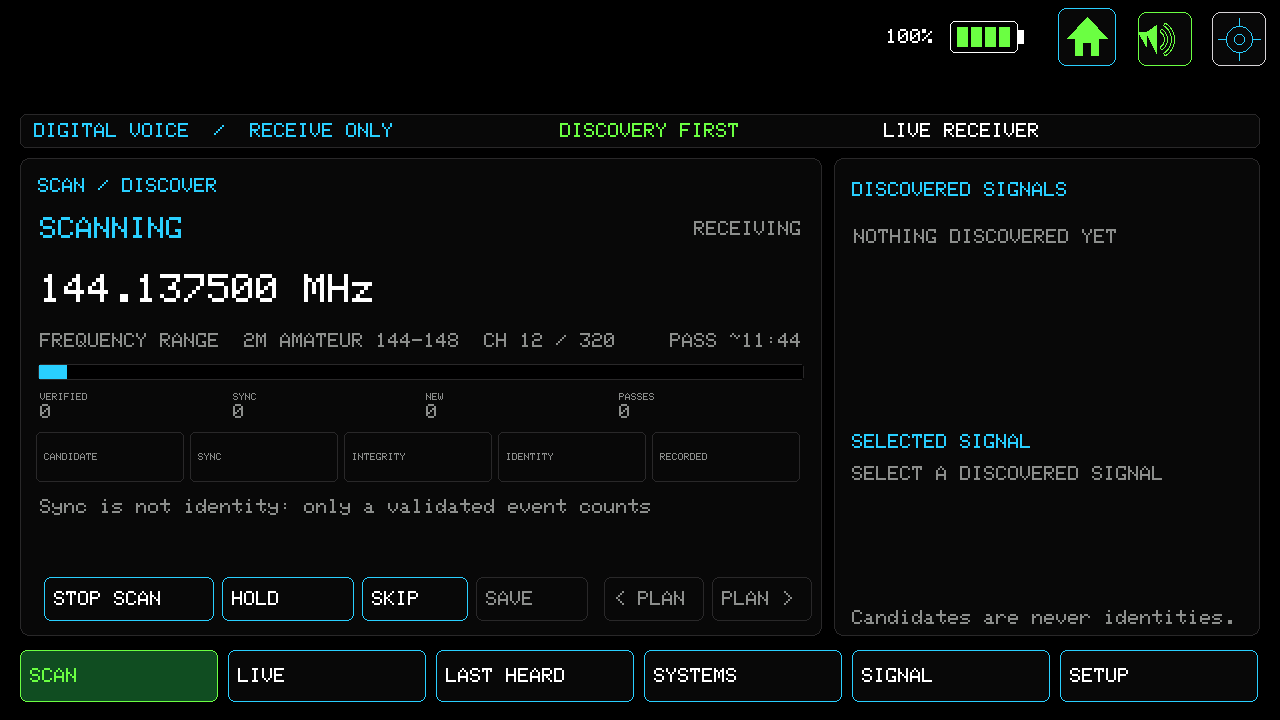 100%
DIGITAL VOICE / RECEIVE ONLY
DISCOVERY FIRST
LIVE RECEIVER
SCAN / DISCOVER
SCANNING
RECEIVING
144.137500 MHz
FREQUENCY RANGE 2M AMATEUR 144-148 CH 12 / 320 PASS ~11:44
VERIFIED SYNC NEW PASSES
0 0 0 0
CANDIDATE SYNC INTEGRITY IDENTITY RECORDED
Sync is not identity: only a validated event counts
STOP SCAN HOLD SKIP SAVE < PLAN PLAN >
DISCOVERED SIGNALS
NOTHING DISCOVERED YET
SELECTED SIGNAL
SELECT A DISCOVERED SIGNAL
Candidates are never identities.
SCAN LIVE LAST HEARD SYSTEMS SIGNAL SETUP